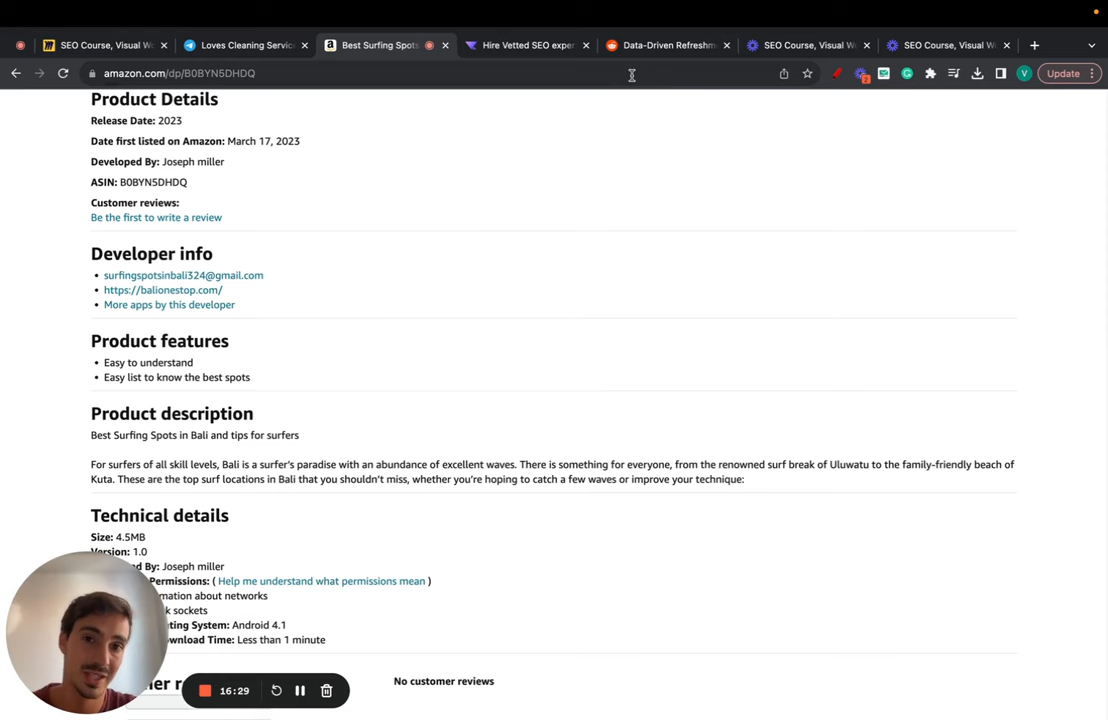 SEO Course, Visual W
Loves Cleaning Servic
Best Surfing Spots
Hire Vetted SEO exper
Data-Driven Refreshm
SEO Course, Visual W
SEO Course, Visual W
amazon.com/dp/B0BYN5DHDQ
2
V
Update
Product Details
Release Date: 2023
Date first listed on Amazon: March 17, 2023
Developed By: Joseph miller
ASIN: B0BYN5DHDQ
Customer reviews:
Be the first to write a review
Developer info
• surfingspotsinbali324@gmail.com
• https://balionestop.com/
• More apps by this developer
Product features
• Easy to understand
• Easy list to know the best spots
Product description
Best Surfing Spots in Bali and tips for surfers
For surfers of all skill levels, Bali is a surfer's paradise with an abundance of excellent waves. There is something for everyone, from the renowned surf break of Uluwatu to the family-friendly beach of
Kuta. These are the top surf locations in Bali that you shouldn't miss, whether you're hoping to catch a few waves or improve your technique:
Technical details
Size: 4.5MB
Version: 1.0
d By: Joseph miller
Permissions: ( Help me understand what permissions mean )
mation about networks
k sockets
ting System: Android 4.1
wnload Time: Less than 1 minute
er r
No customer reviews
16:29